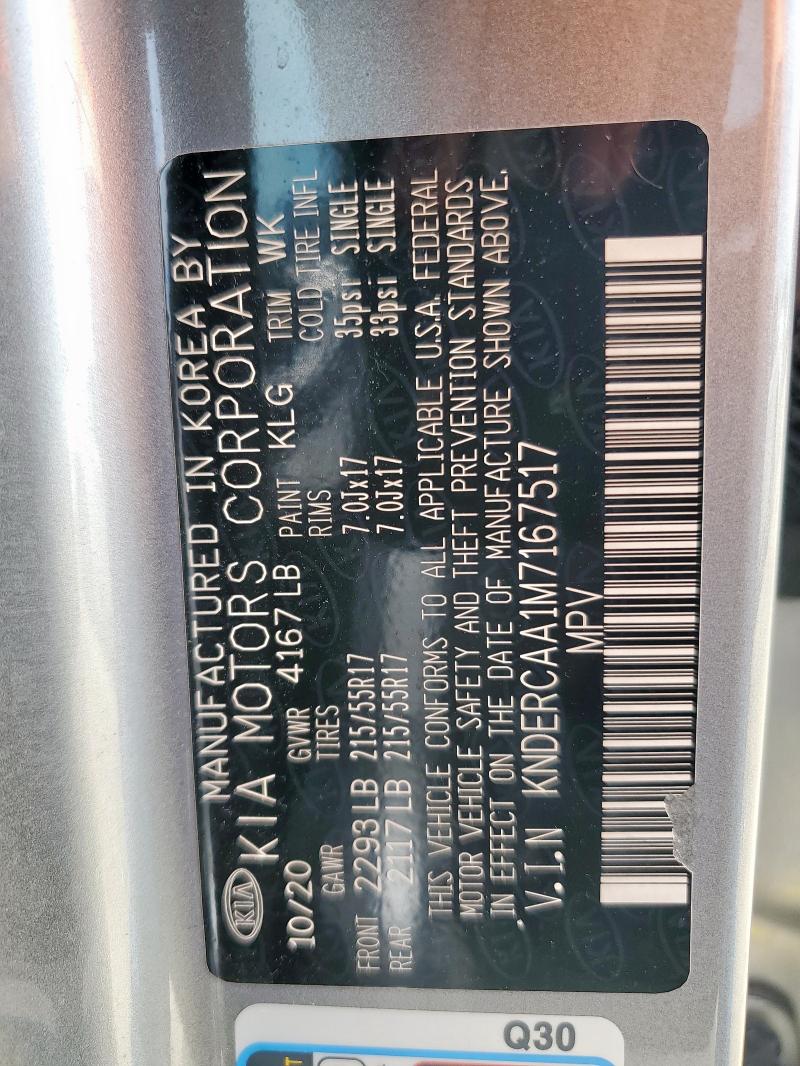 MANUFACTURED IN KOREA BY
KIA KIA MOTORS CORPORATION
10/20 GVWR 4167 LB PAINT KLG TRIM WK
GAWR TIRES RIMS COLD TIRE INFL
FRONT 2293 LB 215/55R17 7.0Jx17 35psi SINGLE
REAR 2117 LB 215/55R17 7.0Jx17 33psi SINGLE
THIS VEHICLE CONFORMS TO ALL APPLICABLE U.S.A. FEDERAL
MOTOR VEHICLE SAFETY AND THEFT PREVENTION STANDARDS
IN EFFECT ON THE DATE OF MANUFACTURE SHOWN ABOVE.
V.I.N KNDERCAA1M7167517
MPV
Q30